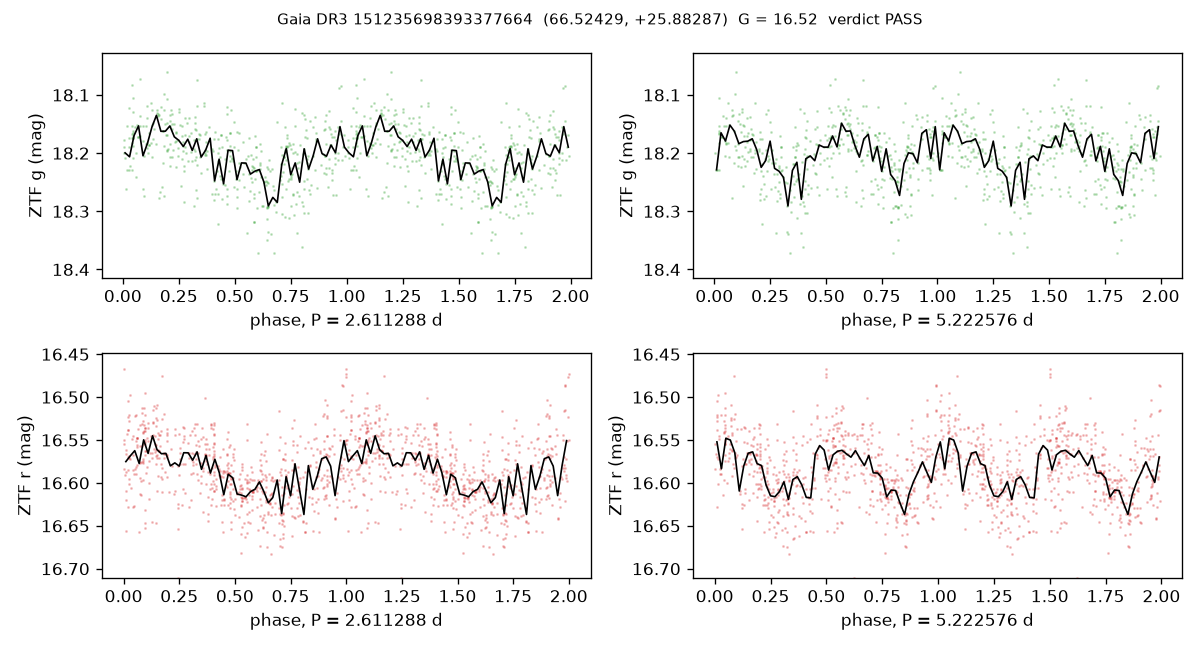 Gaia DR3 151235698393377664  (66.52429, +25.88287)  G = 16.52  verdict PASS
ZTF g (mag)
18.1
18.2
18.3
18.4
0.00 0.25 0.50 0.75 1.00 1.25 1.50 1.75 2.00
phase, P = 2.611288 d
ZTF g (mag)
18.1
18.2
18.3
18.4
0.00 0.25 0.50 0.75 1.00 1.25 1.50 1.75 2.00
phase, P = 5.222576 d
ZTF r (mag)
16.45
16.50
16.55
16.60
16.65
16.70
0.00 0.25 0.50 0.75 1.00 1.25 1.50 1.75 2.00
phase, P = 2.611288 d
ZTF r (mag)
16.45
16.50
16.55
16.60
16.65
16.70
0.00 0.25 0.50 0.75 1.00 1.25 1.50 1.75 2.00
phase, P = 5.222576 d